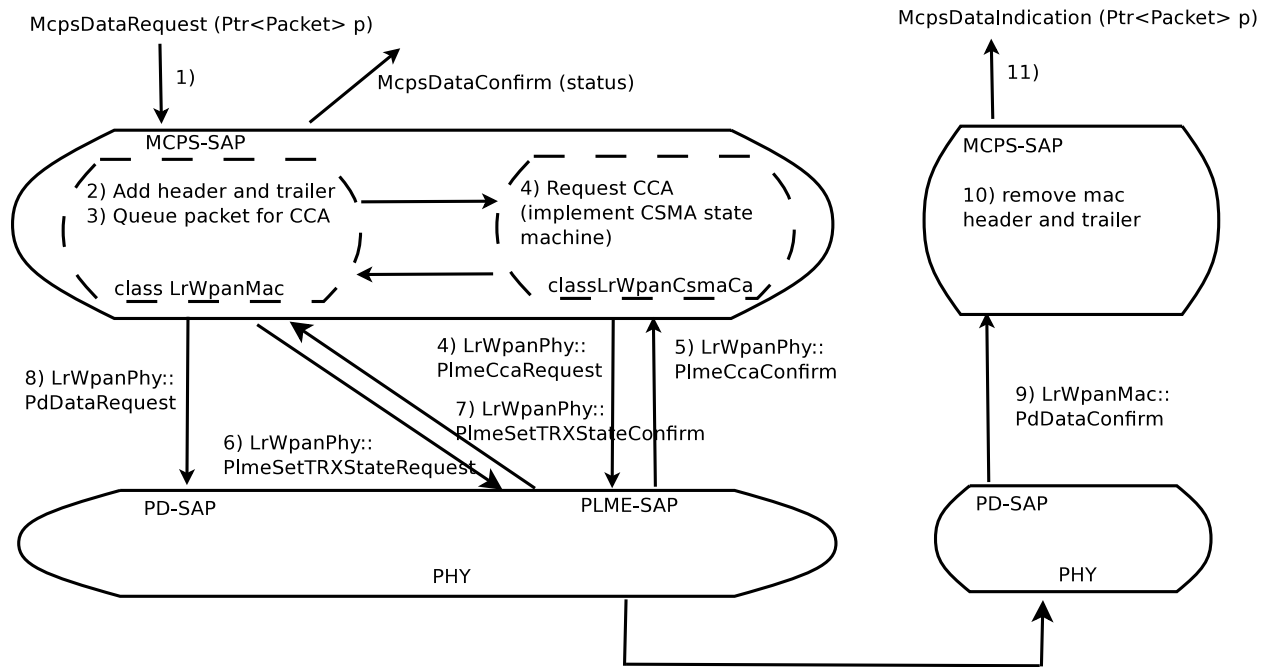 McpsDataRequest (Ptr<Packet> p)
1)
McpsDataConfirm (status)
MCPS-SAP
2) Add header and trailer
3) Queue packet for CCA
class LrWpanMac
4) Request CCA
(implement CSMA state
machine)
classLrWpanCsmaCa
8) LrWpanPhy::
PdDataRequest
6) LrWpanPhy::
PlmeSetTRXStateRequest
4) LrWpanPhy::
PlmeCcaRequest
7) LrWpanPhy::
PlmeSetTRXStateConfirm
5) LrWpanPhy::
PlmeCcaConfirm
PD-SAP
PLME-SAP
PHY
McpsDataIndication (Ptr<Packet> p)
11)
MCPS-SAP
10) remove mac
header and trailer
9) LrWpanMac::
PdDataConfirm
PD-SAP
PHY